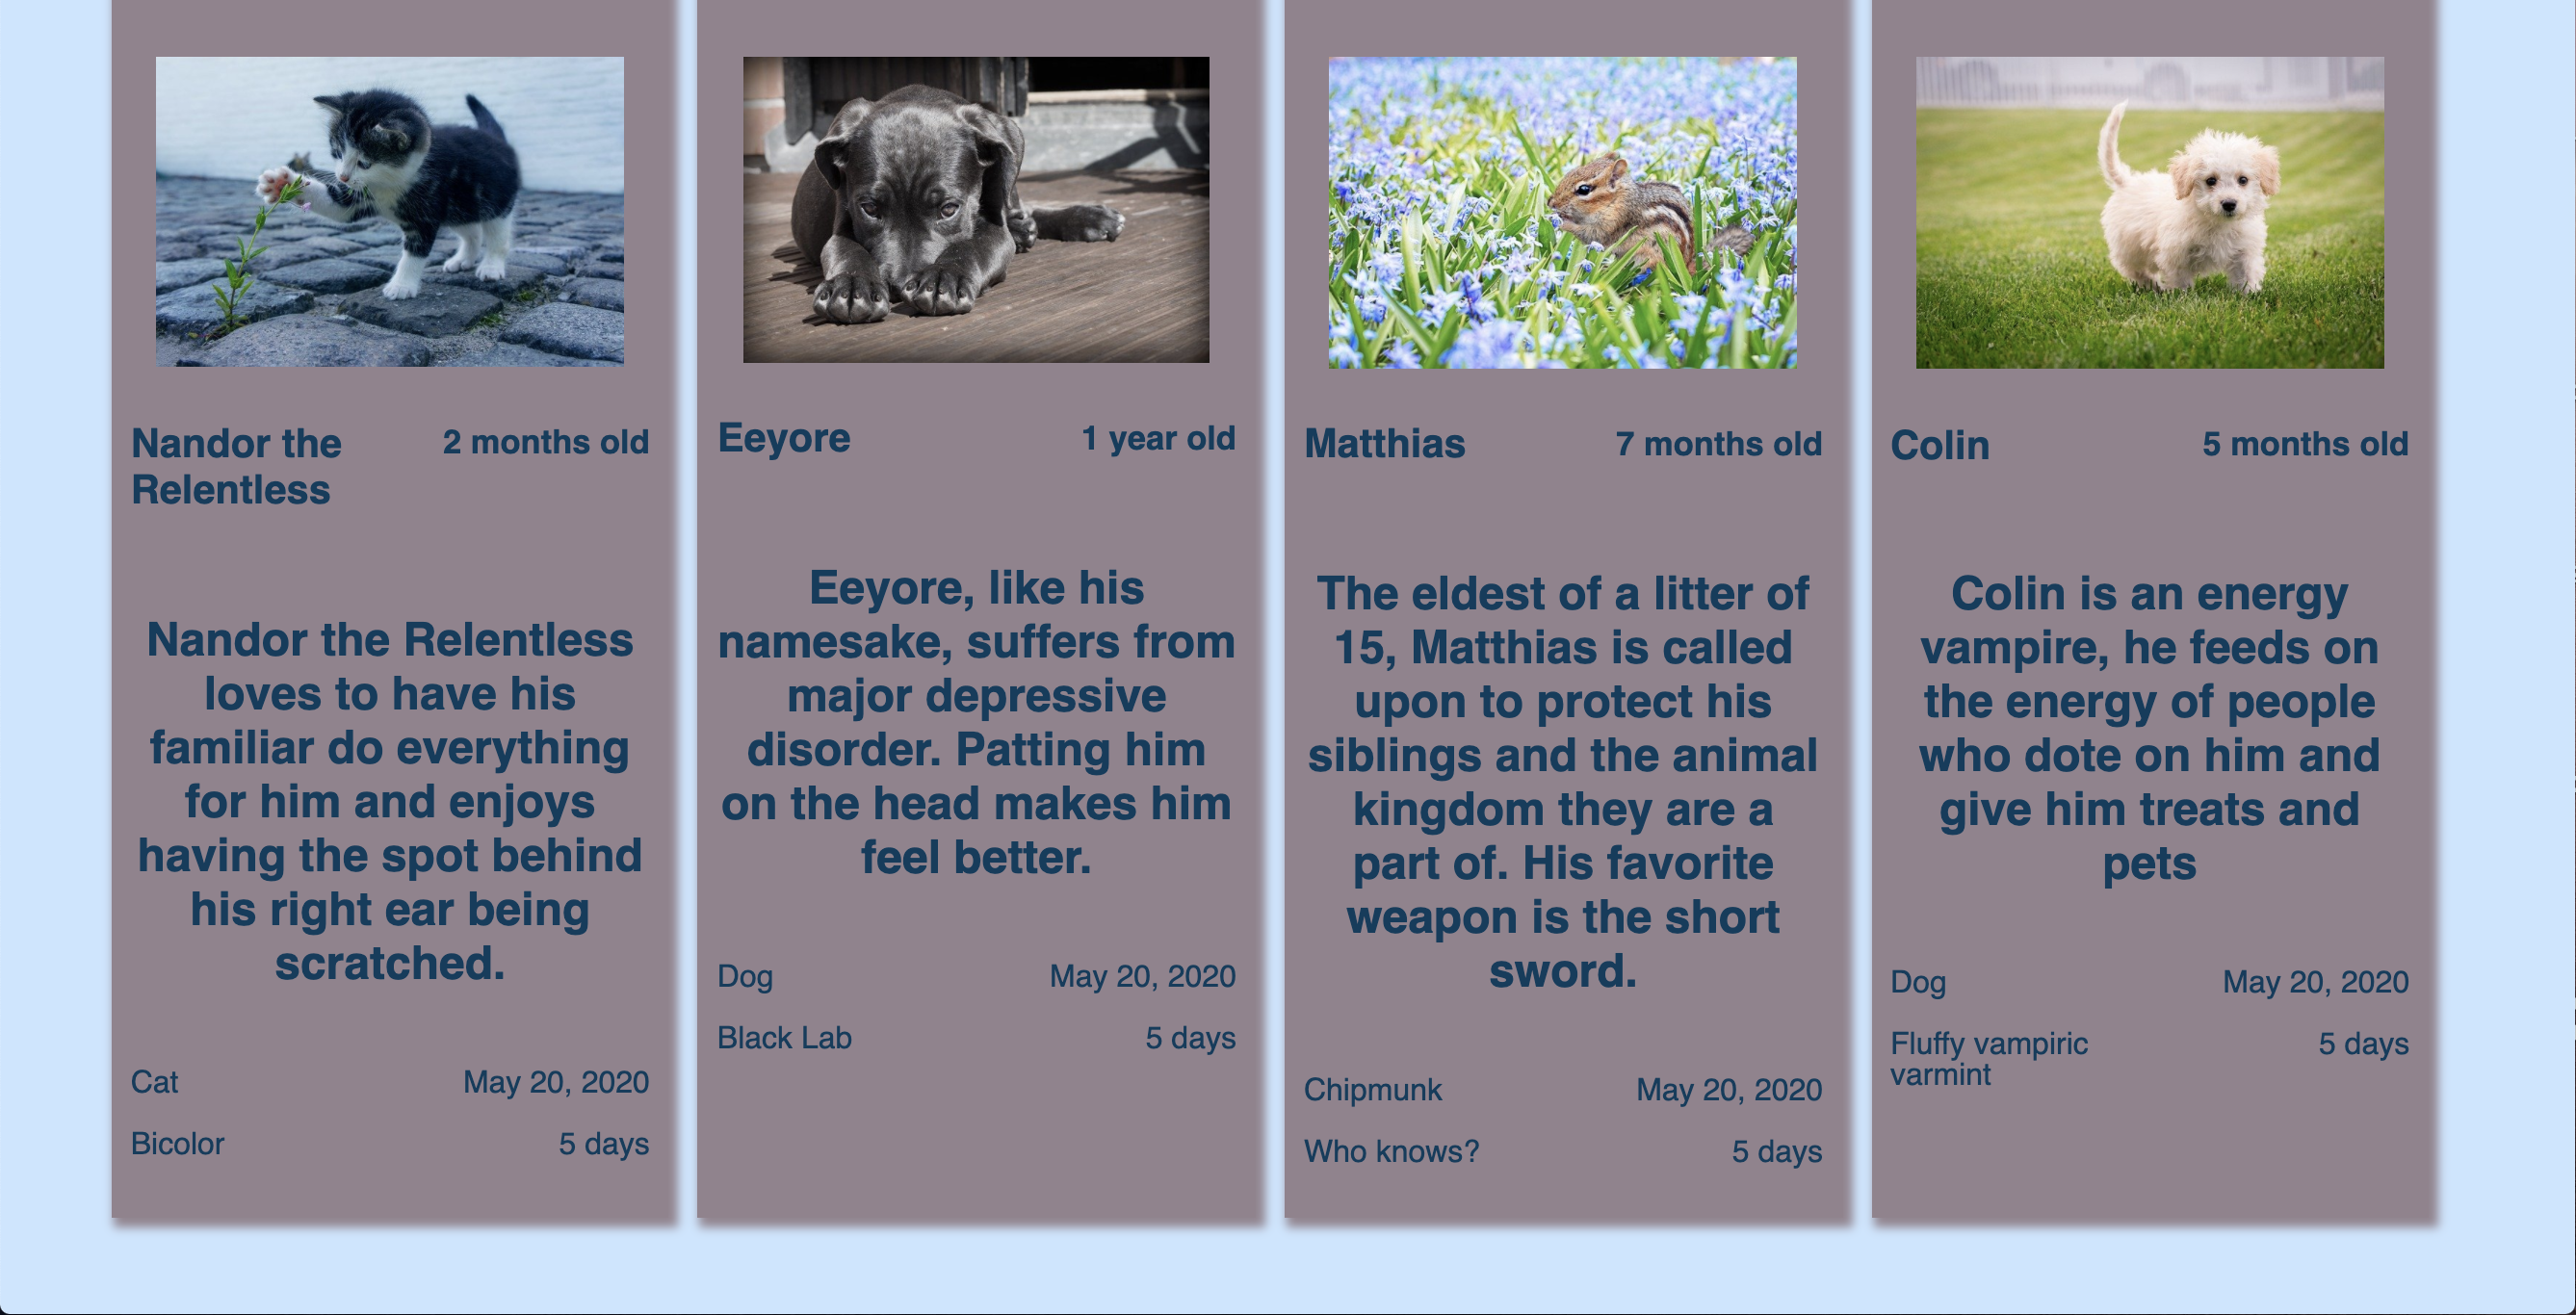 Nandor the
Relentless
2 months old
Nandor the Relentless
loves to have his
familiar do everything
for him and enjoys
having the spot behind
his right ear being
scratched.
Cat
May 20, 2020
Bicolor
5 days
Eeyore
1 year old
Eeyore, like his
namesake, suffers from
major depressive
disorder. Patting him
on the head makes him
feel better.
Dog
May 20, 2020
Black Lab
5 days
Matthias
7 months old
The eldest of a litter of
15, Matthias is called
upon to protect his
siblings and the animal
kingdom they are a
part of. His favorite
weapon is the short
sword.
Chipmunk
May 20, 2020
Who knows?
5 days
Colin
5 months old
Colin is an energy
vampire, he feeds on
the energy of people
who dote on him and
give him treats and
pets
Dog
May 20, 2020
Fluffy vampiric
varmint
5 days